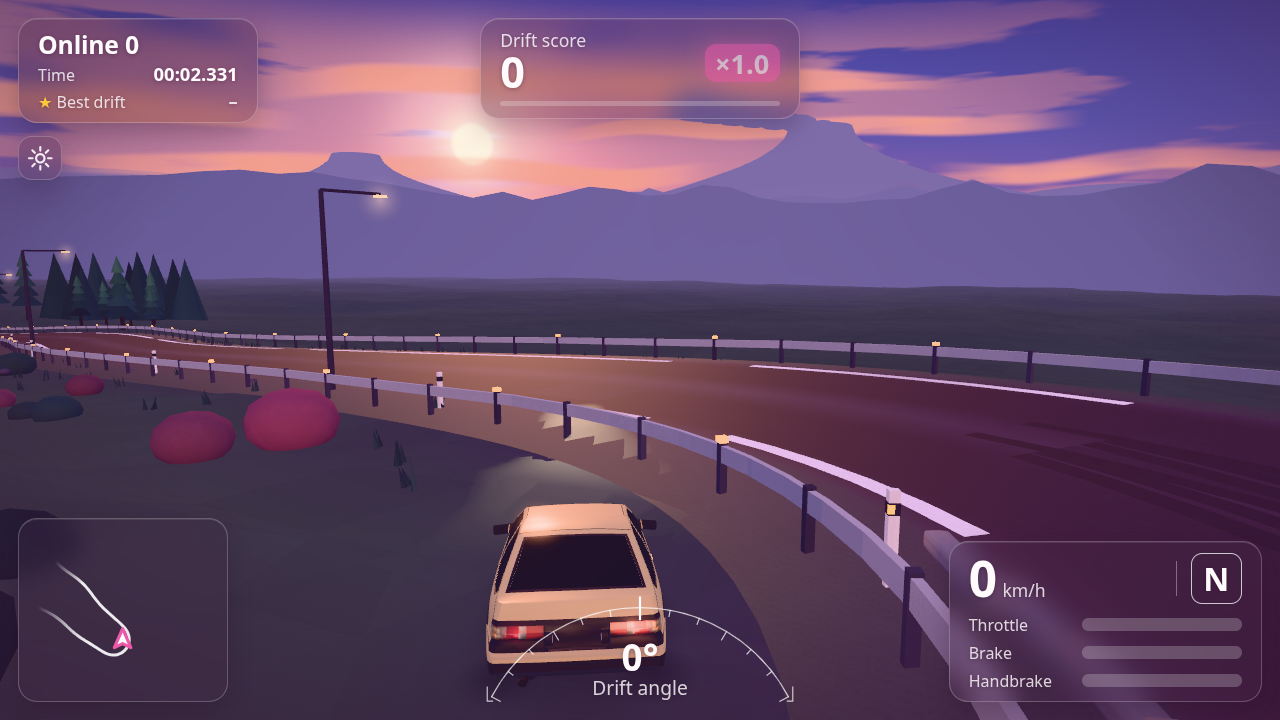 Online 0
Time 00:02.331
★ Best drift –
Drift score
0
×1.0
0 km/h
N
Throttle
Brake
Handbrake
0°
Drift angle